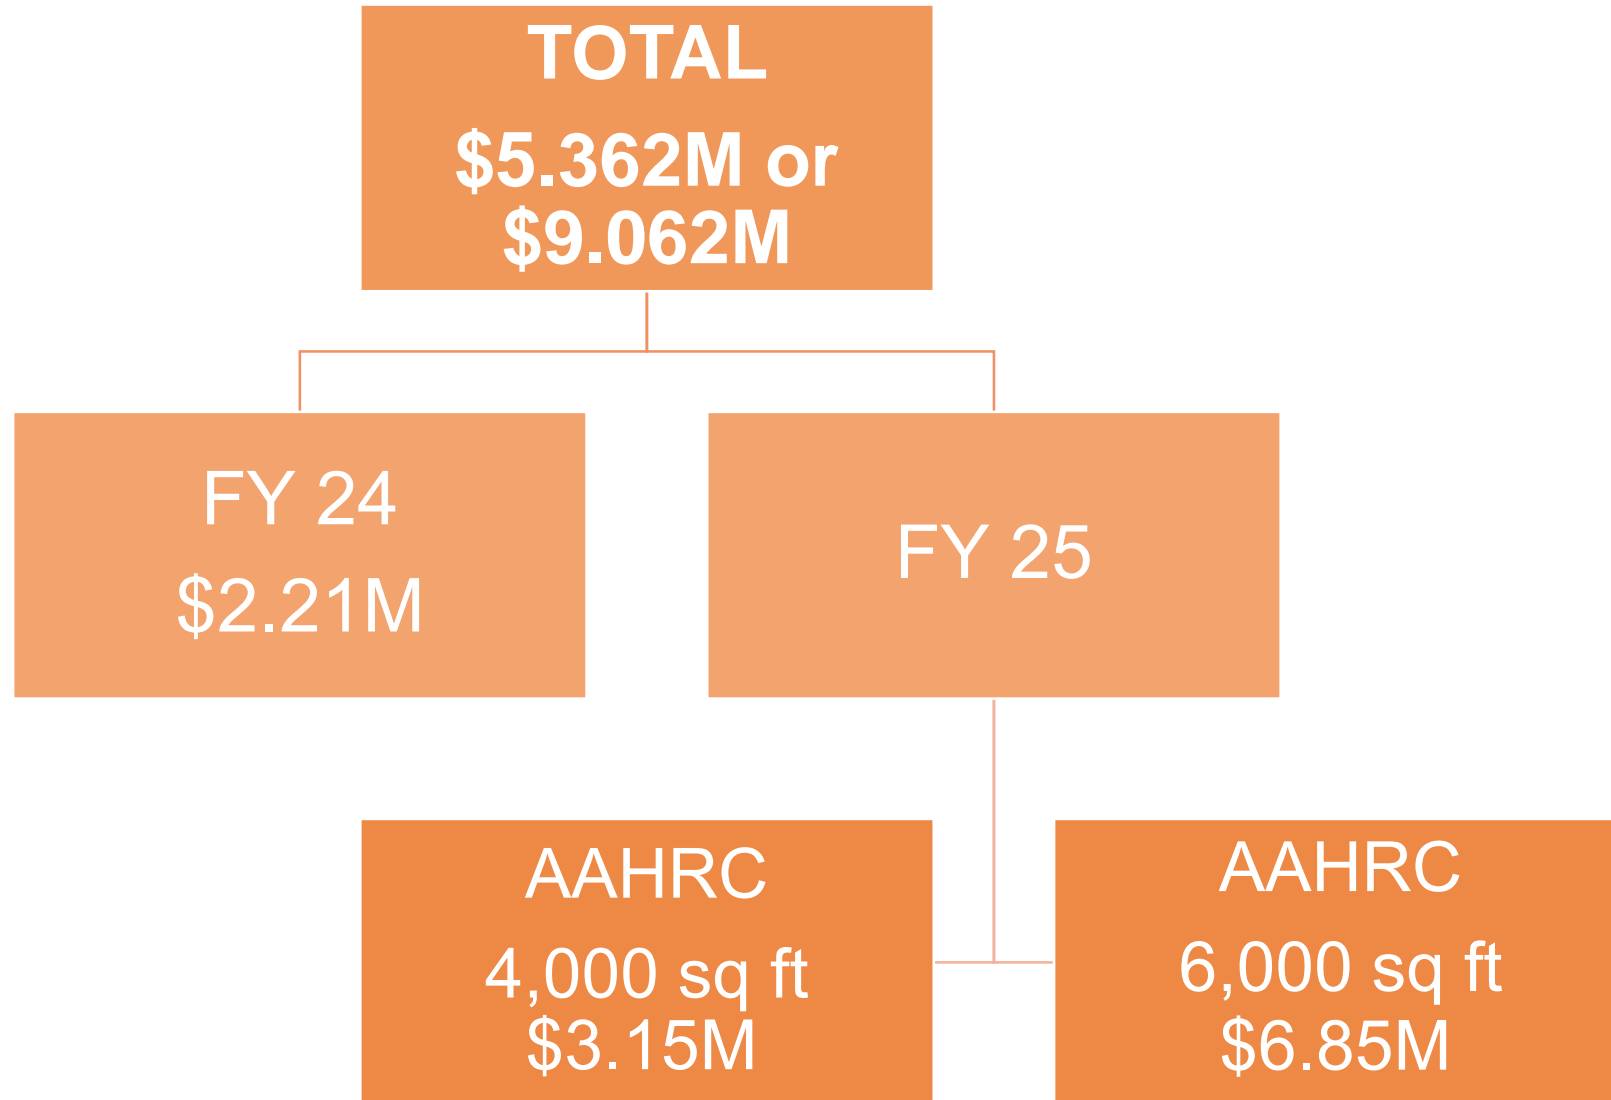 TOTAL
$5.362M or
$9.062M
FY 24
$2.21M
FY 25
AAHRC
4,000 sq ft
$3.15M
AAHRC
6,000 sq ft
$6.85M